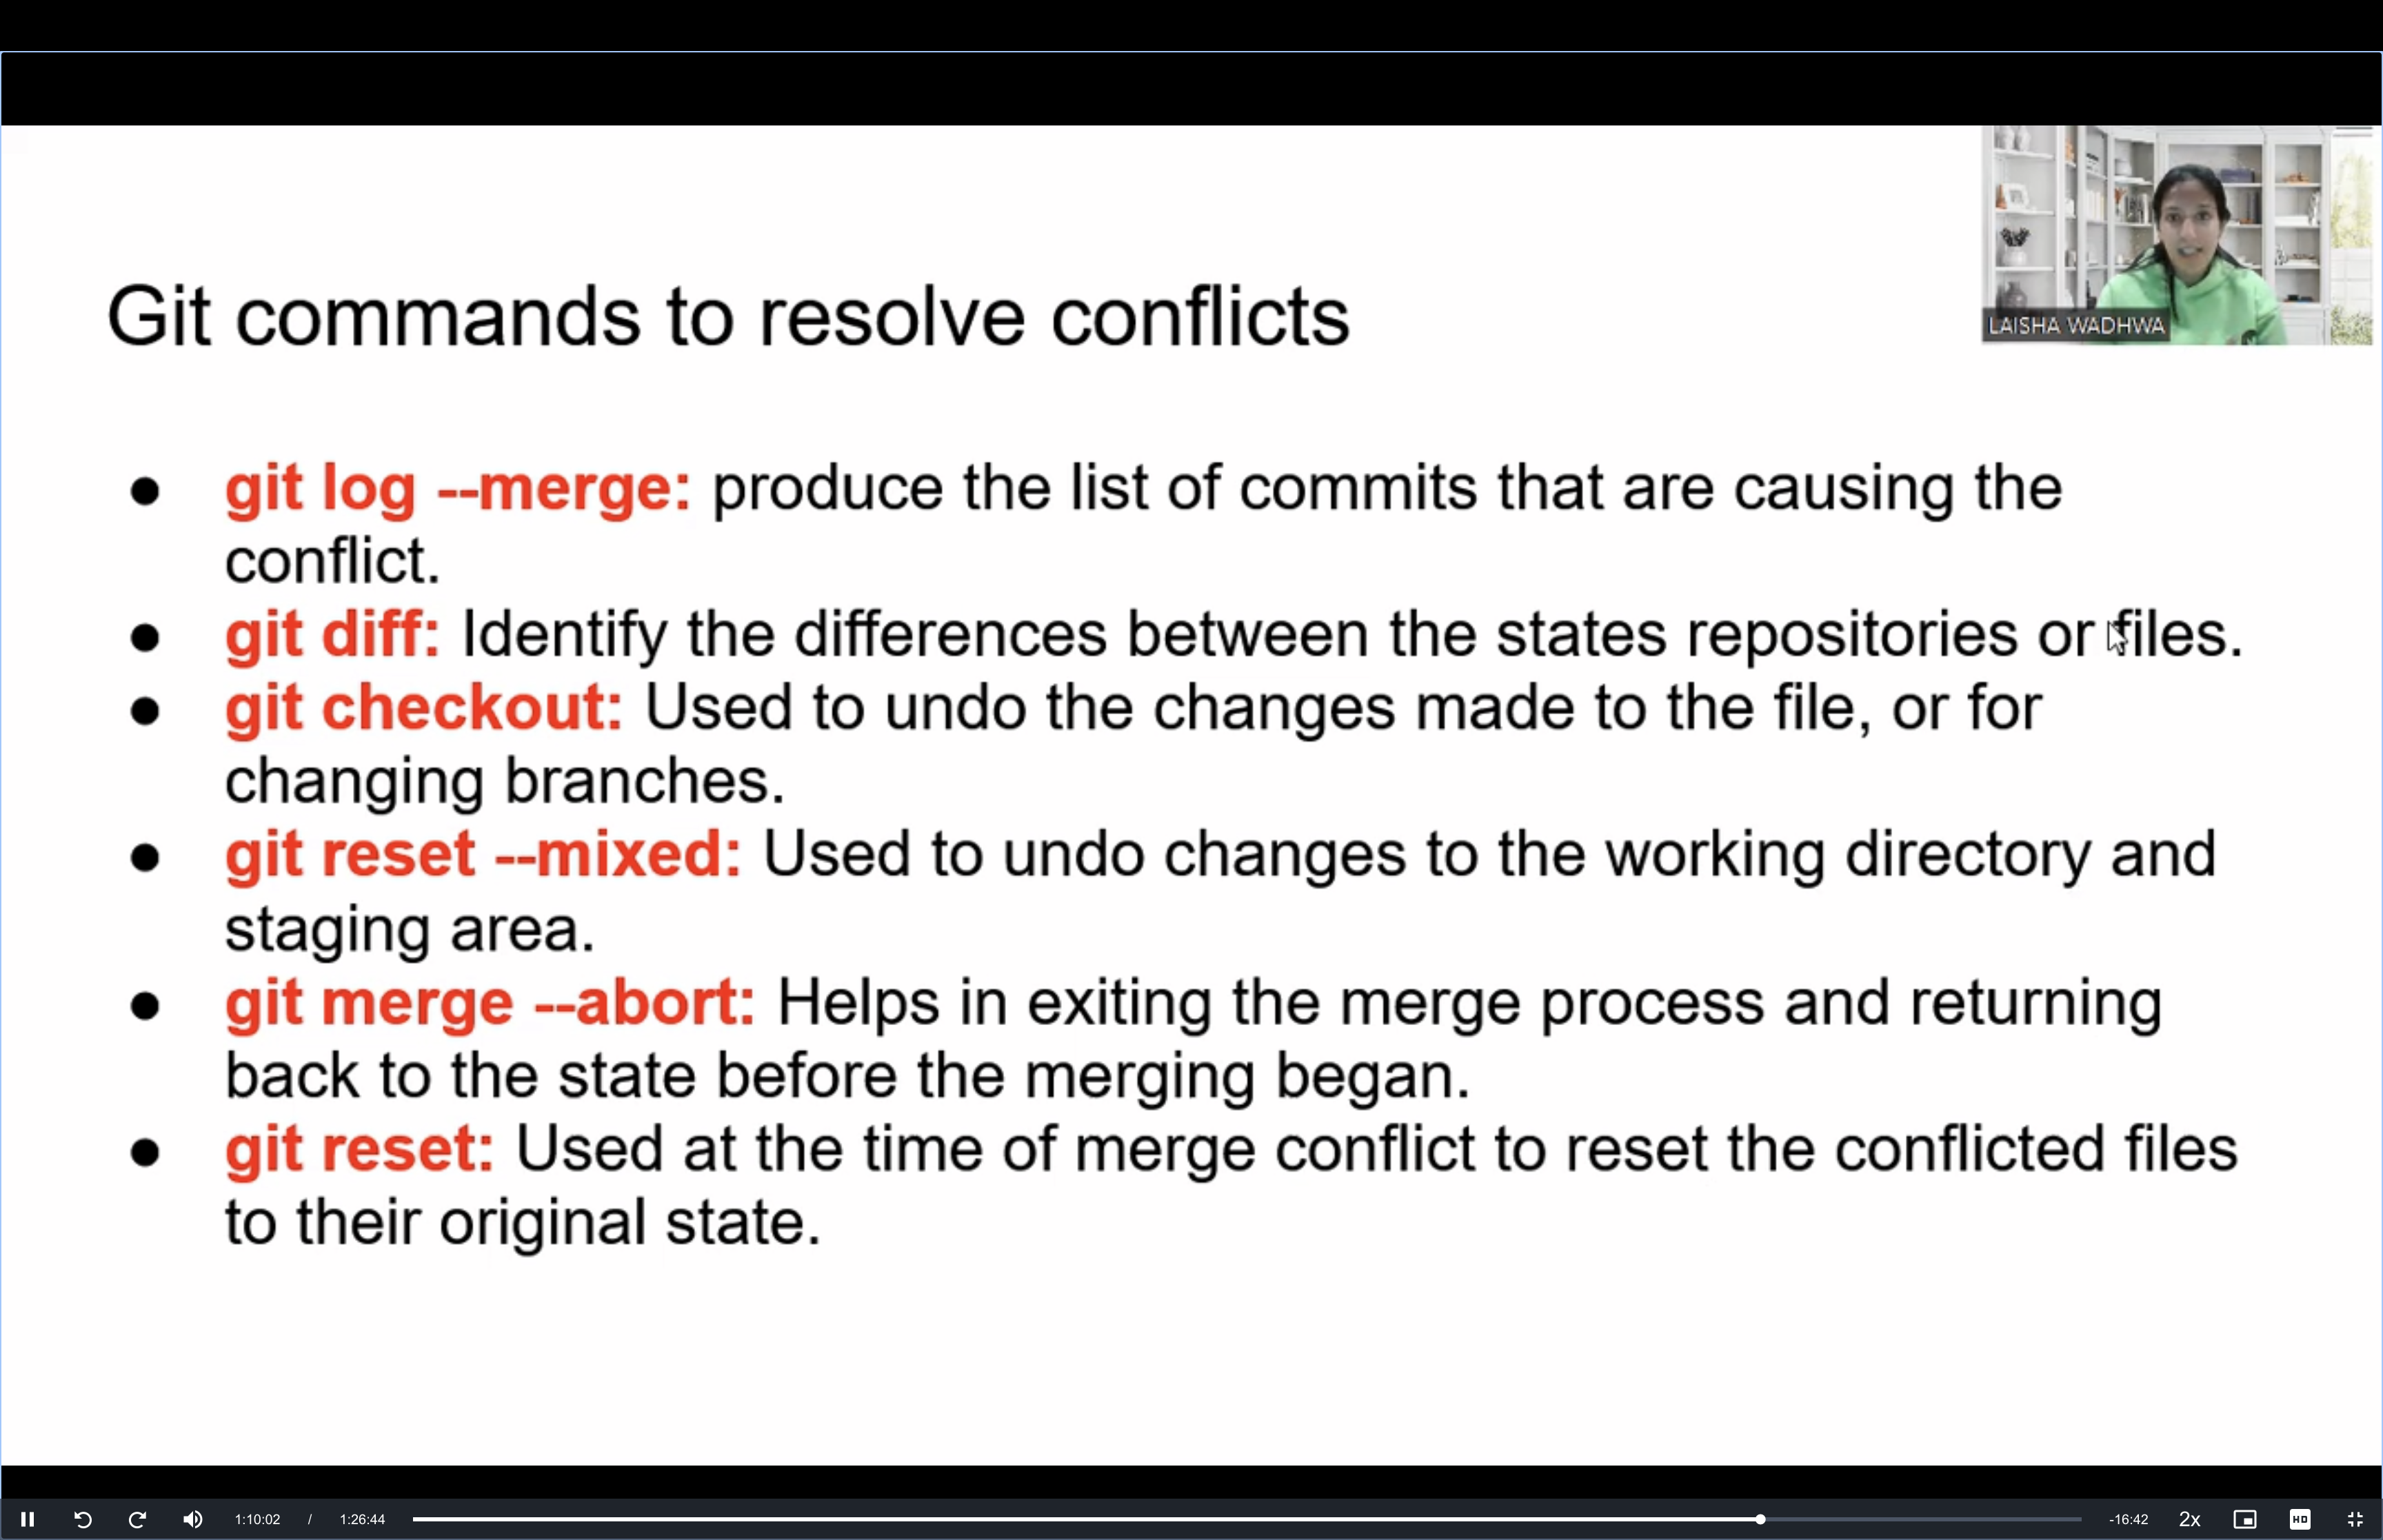 LAISHA WADHWA
Git commands to resolve conflicts
● git log --merge: produce the list of commits that are causing the
conflict.
● git diff: Identify the differences between the states repositories or files.
● git checkout: Used to undo the changes made to the file, or for
changing branches.
● git reset --mixed: Used to undo changes to the working directory and
staging area.
● git merge --abort: Helps in exiting the merge process and returning
back to the state before the merging began.
● git reset: Used at the time of merge conflict to reset the conflicted files
to their original state.
1:10:02 / 1:26:44 -16:42 2x HD